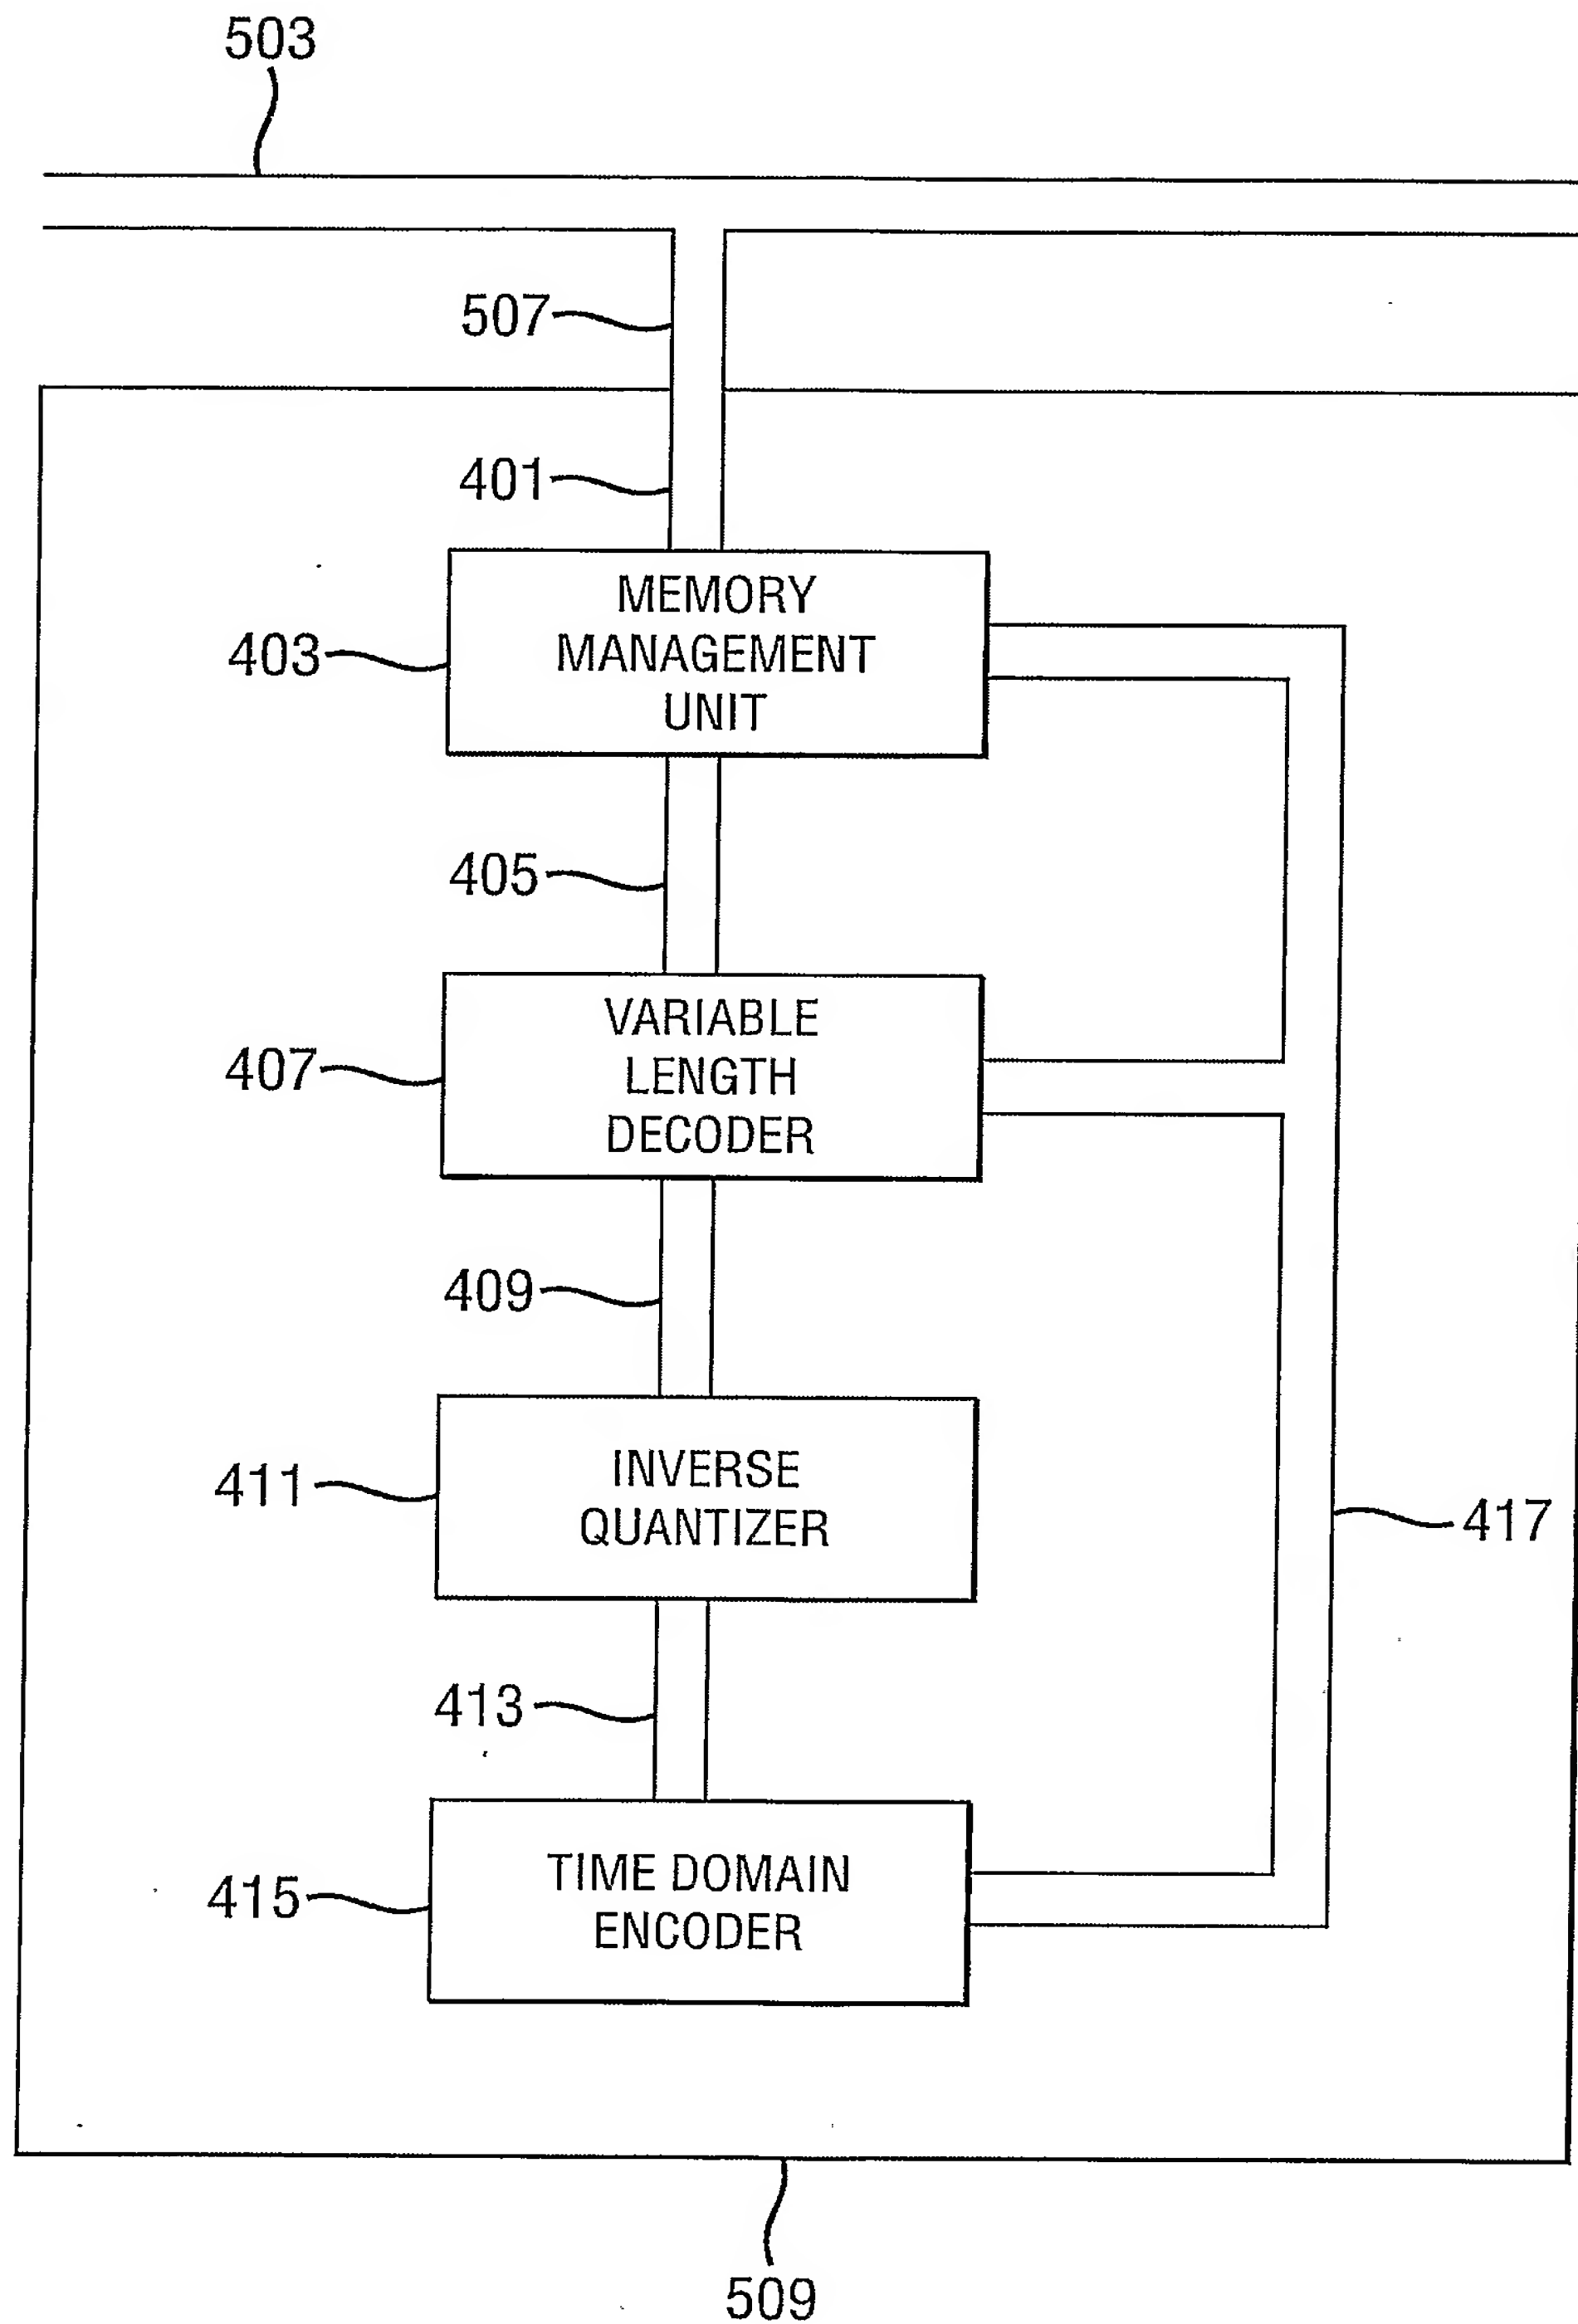 503
507
401
MEMORY
MANAGEMENT
UNIT
403
405
VARIABLE
LENGTH
DECODER
407
409
INVERSE
QUANTIZER
411
417
413
TIME DOMAIN
ENCODER
415
509